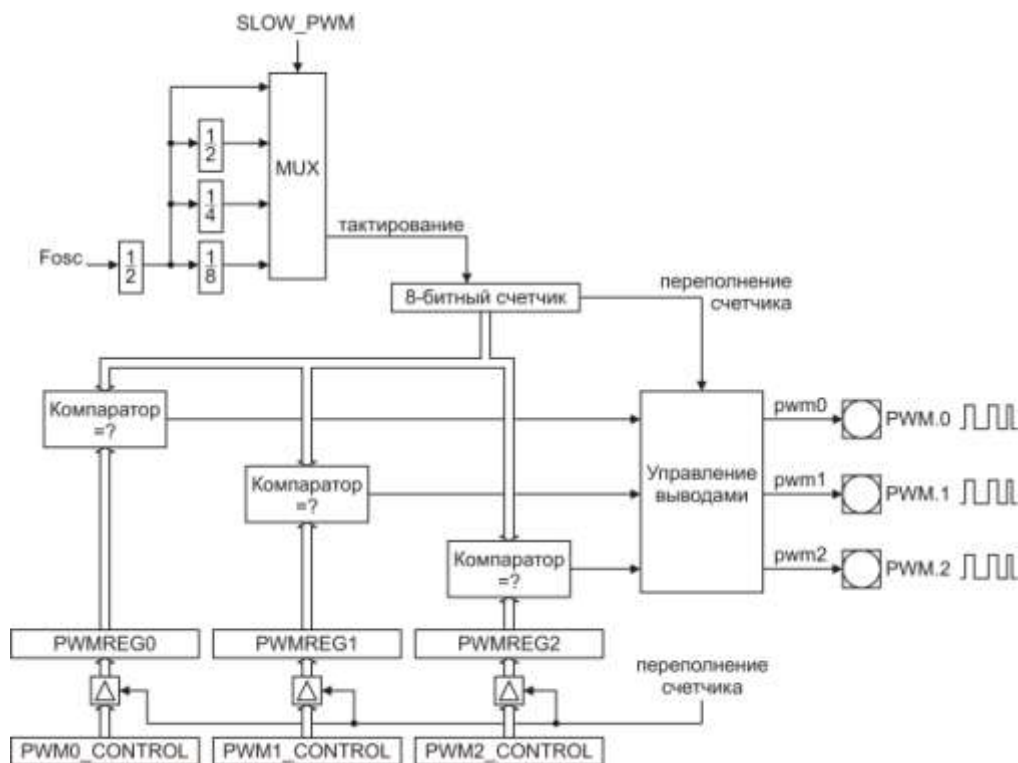 SLOW_PWM
1
2
MUX
1
4
тактирование
Fosc
1
2
1
8
8-битный счетчик
переполнение
счетчика
Компаратор
=?
pwm0
PWM.0
Компаратор
=?
Управление
выводами
pwm1
PWM.1
Компаратор
=?
pwm2
PWM.2
PWMREG0
PWMREG1
PWMREG2
переполнение
счетчика
PWM0_CONTROL
PWM1_CONTROL
PWM2_CONTROL